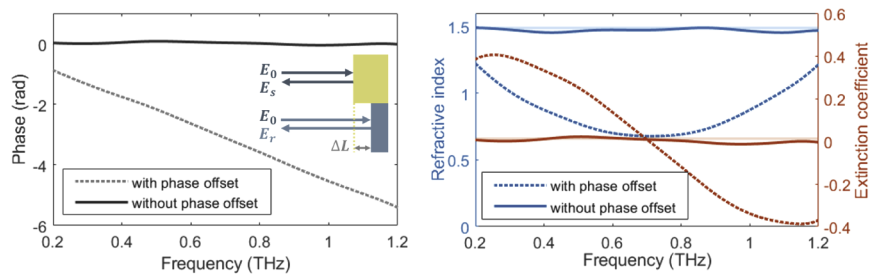 0
-2
-4
-6
Phase (rad)
E0
Es
E0
Er
ΔL
with phase offset
without phase offset
0.2 0.4 0.6 0.8 1 1.2
Frequency (THz)
1.5
1
0.5
0
Refractive index
0.6
0.4
0.2
0
-0.2
-0.4
Extinction coefficient
with phase offset
without phase offset
0.2 0.4 0.6 0.8 1 1.2
Frequency (THz)